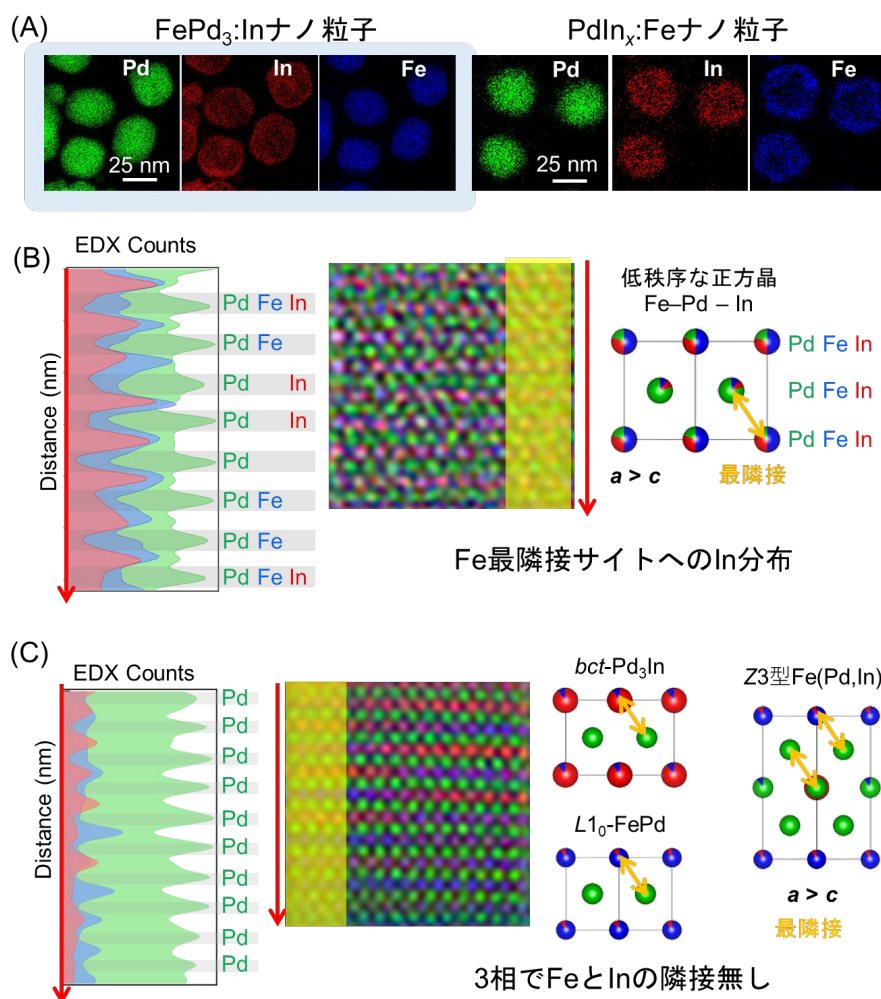 (A)
FePd₃:Inナノ粒子
PdInₓ:Feナノ粒子
Pd
In
Fe
Pd
In
Fe
25 nm
25 nm
(B)
EDX Counts
Distance (nm)
Pd Fe In
Pd Fe
Pd In
Pd In
Pd
Pd Fe
Pd Fe
Pd Fe In
低秩序な正方晶
Fe–Pd – In
Pd Fe In
Pd Fe In
Pd Fe In
a > c
最隣接
Fe最隣接サイトへのIn分布
(C)
EDX Counts
Distance (nm)
Pd
Pd
Pd
Pd
Pd
Pd
Pd
Pd
Pd
Pd
bct-Pd₃In
L1₀-FePd
Z3型Fe(Pd,In)
a > c
最隣接
3相でFeとInの隣接無し